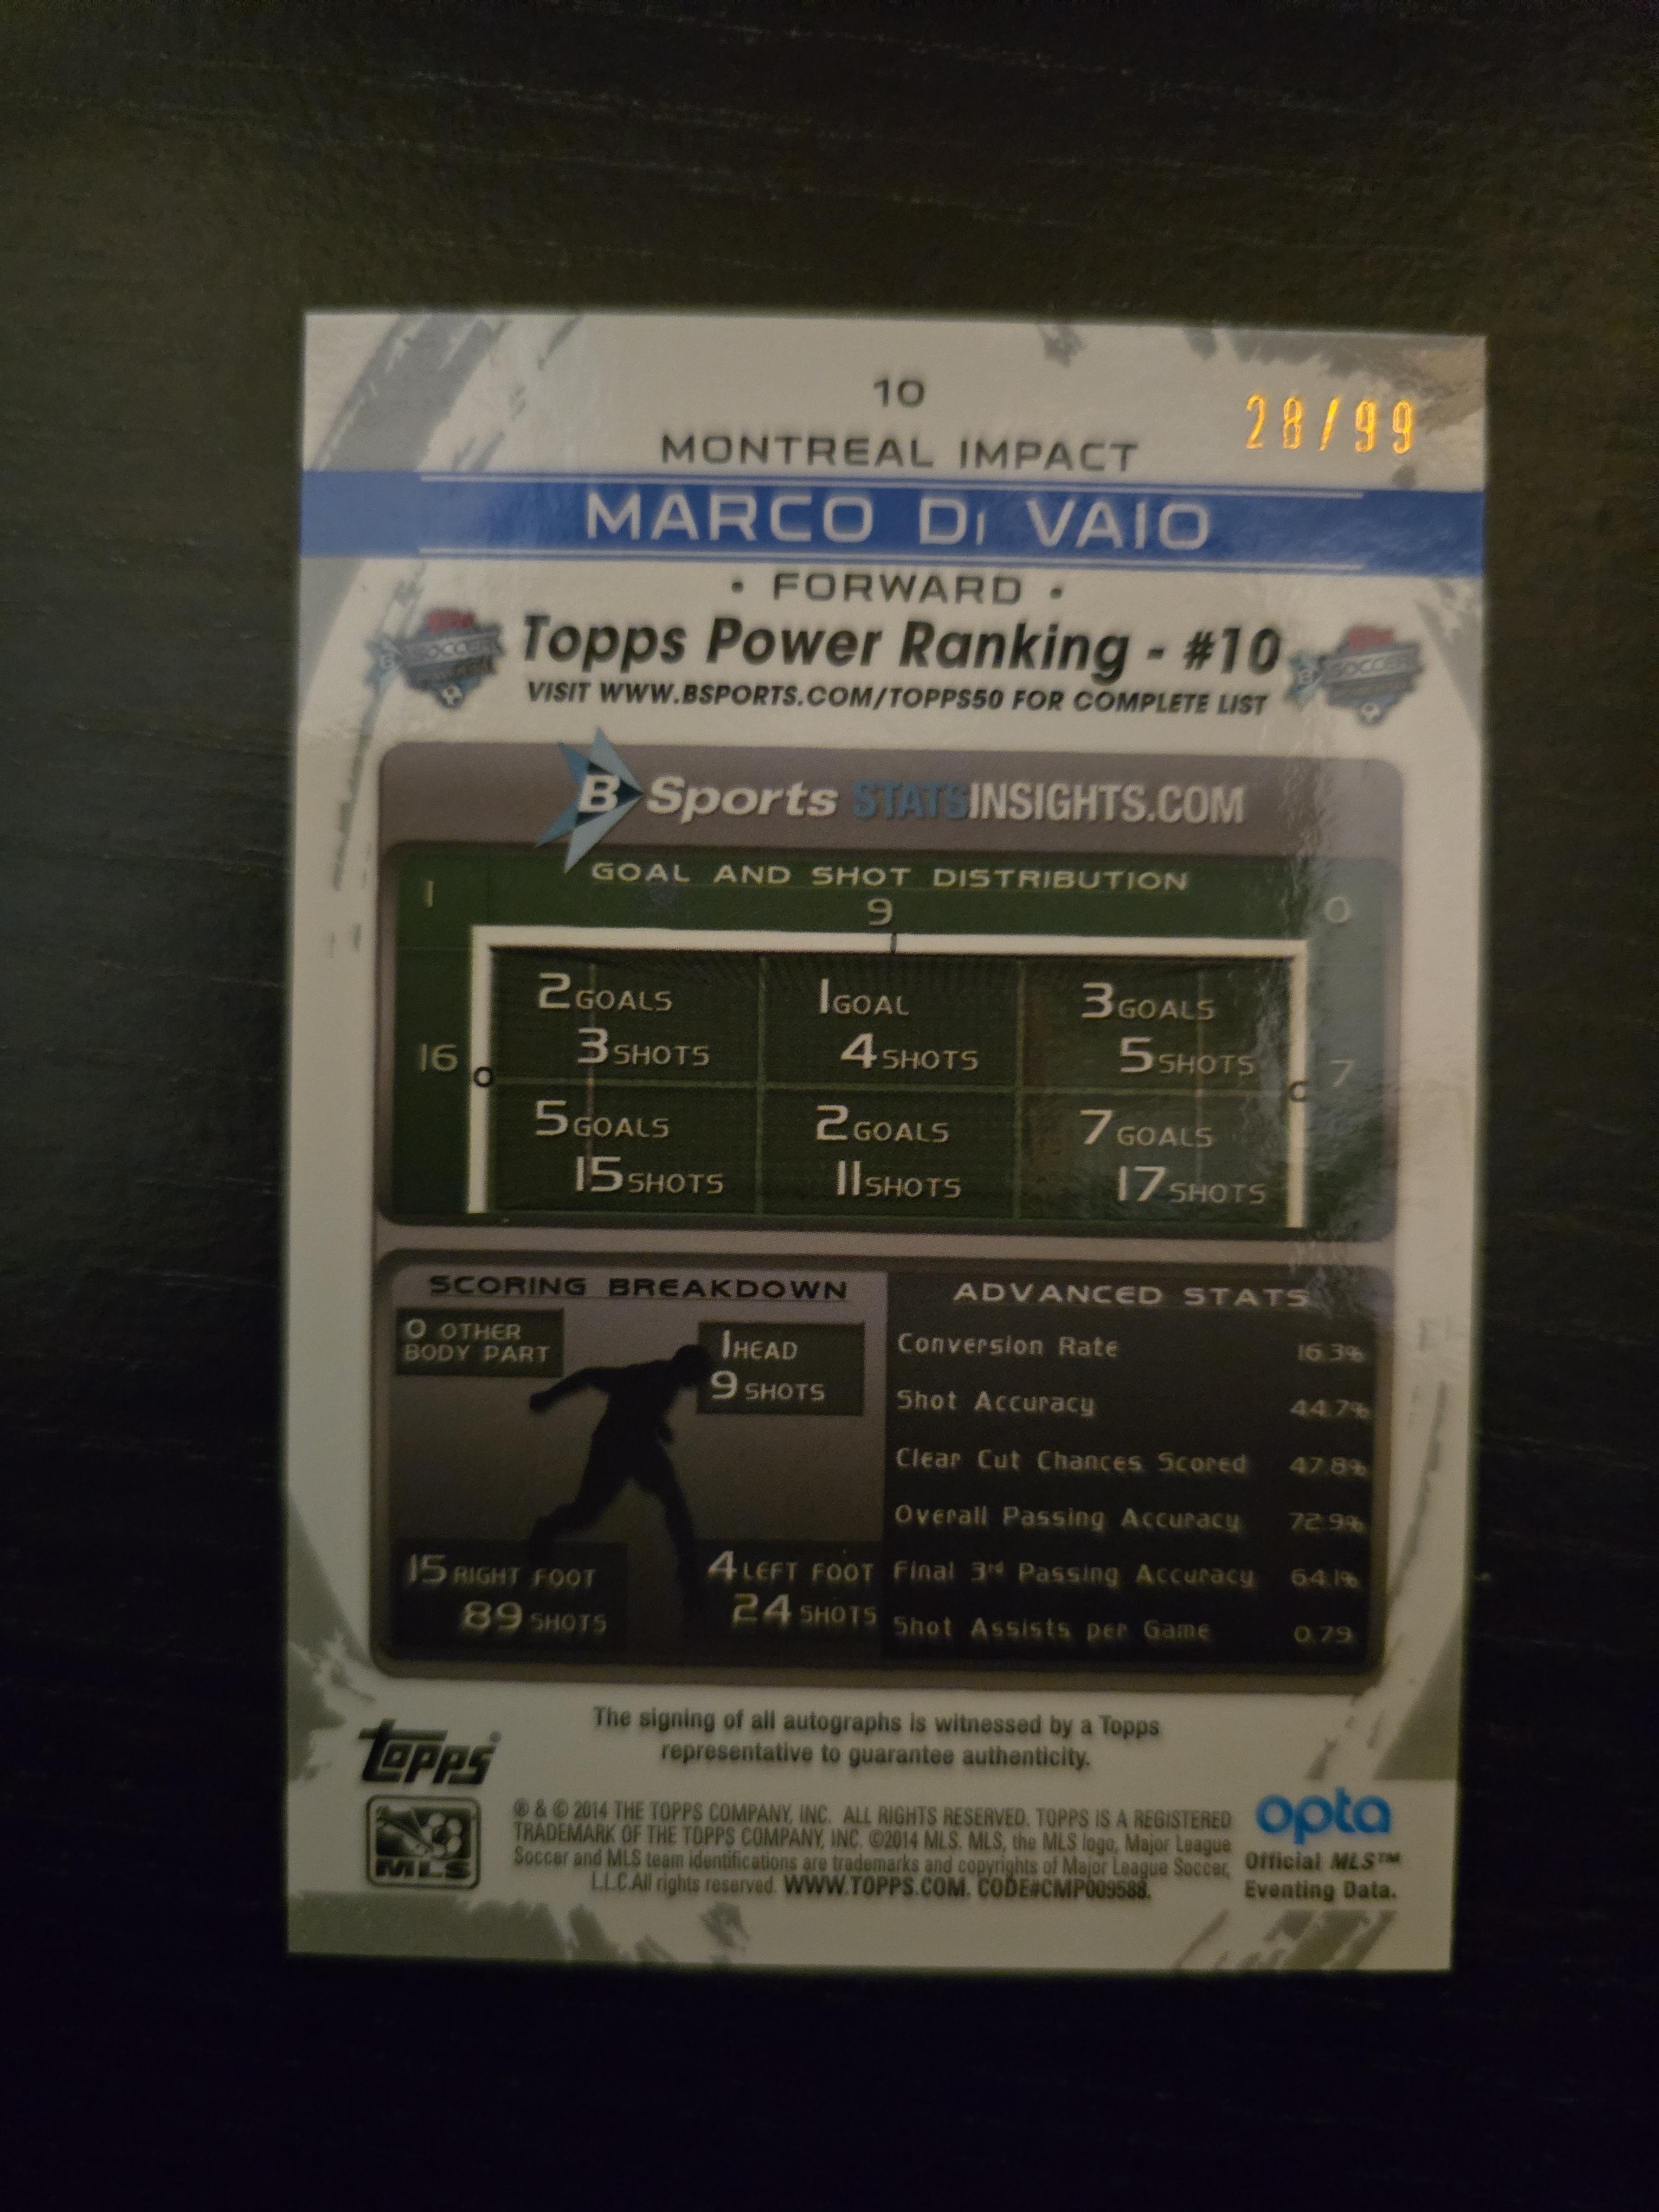 10
28/99
MONTREAL IMPACT
MARCO Di VAIO
• FORWARD •
Topps Power Ranking - #10
VISIT WWW.BSPORTS.COM/TOPPS50 FOR COMPLETE LIST
B Sports STATSINSIGHTS.COM
GOAL AND SHOT DISTRIBUTION
1 9 0
2 GOALS 1 GOAL 3 GOALS
3 SHOTS 4 SHOTS 5 SHOTS
16 7
5 GOALS 2 GOALS 7 GOALS
15 SHOTS 11 SHOTS 17 SHOTS
SCORING BREAKDOWN
0 OTHER
BODY PART
1 HEAD
9 SHOTS
15 RIGHT FOOT
89 SHOTS
4 LEFT FOOT
24 SHOTS
ADVANCED STATS
Conversion Rate 16.3%
Shot Accuracy 44.7%
Clear Cut Chances Scored 47.8%
Overall Passing Accuracy 72.9%
Final 3rd Passing Accuracy 64.1%
Shot Assists per Game 0.79
The signing of all autographs is witnessed by a Topps
representative to guarantee authenticity.
topps®
MLS
® & © 2014 THE TOPPS COMPANY, INC. ALL RIGHTS RESERVED. TOPPS IS A REGISTERED
TRADEMARK OF THE TOPPS COMPANY, INC. ©2014 MLS. MLS, the MLS logo, Major League
Soccer and MLS team identifications are trademarks and copyrights of Major League Soccer,
L.L.C. All rights reserved. WWW.TOPPS.COM. CODE#CMP009588.
opta
Official MLS™
Eventing Data.